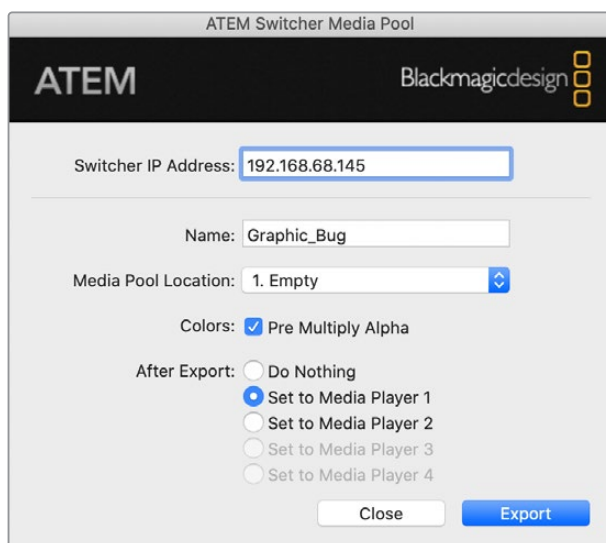 ATEM Switcher Media Pool
ATEM
Blackmagicdesign
Switcher IP Address: 192.168.68.145
Name: Graphic_Bug
Media Pool Location: 1. Empty
Colors: Pre Multiply Alpha
After Export: Do Nothing
Set to Media Player 1
Set to Media Player 2
Set to Media Player 3
Set to Media Player 4
Close Export